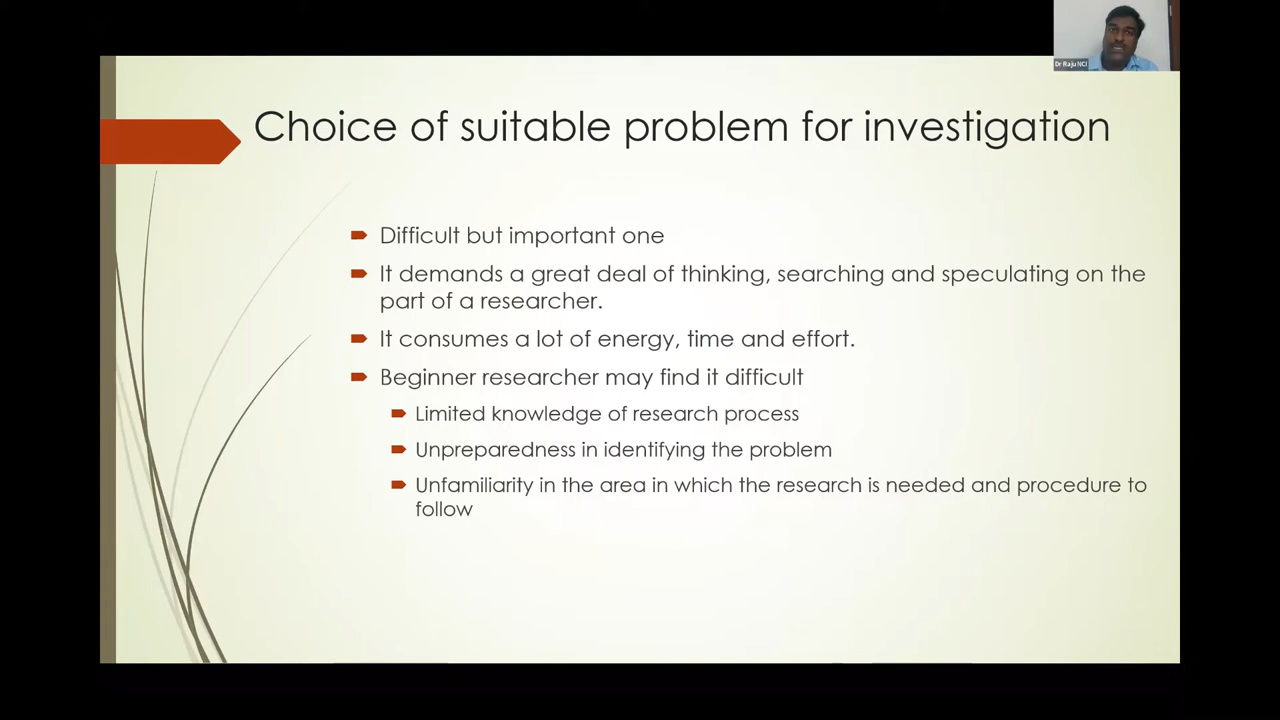 Dr Raju NCI
Choice of suitable problem for investigation
Difficult but important one
It demands a great deal of thinking, searching and speculating on the
part of a researcher.
It consumes a lot of energy, time and effort.
Beginner researcher may find it difficult
Limited knowledge of research process
Unpreparedness in identifying the problem
Unfamiliarity in the area in which the research is needed and procedure to
follow